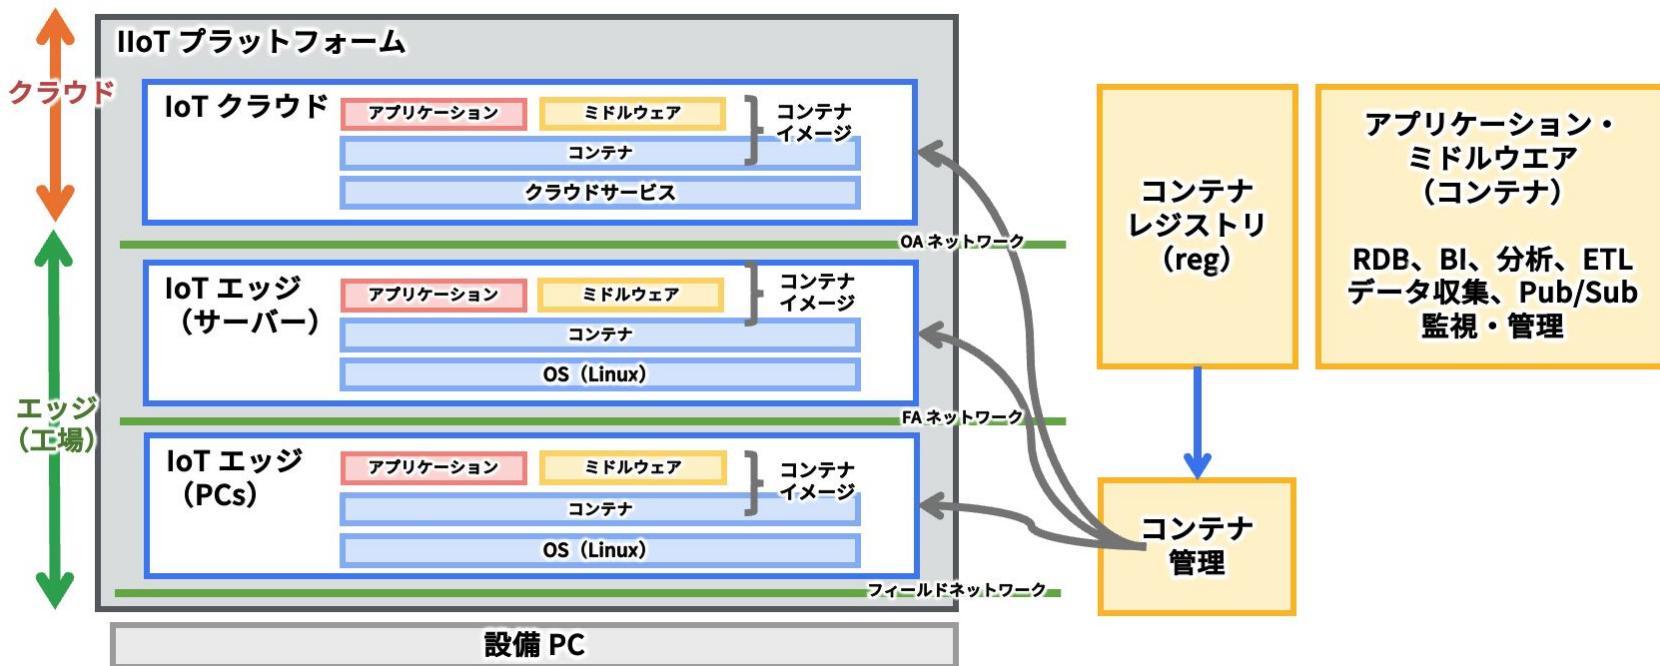 クラウド
エッジ
（工場）
IIoT プラットフォーム
IoT クラウド
アプリケーション
ミドルウェア
コンテナ
イメージ
コンテナ
クラウドサービス
OA ネットワーク
IoT エッジ
（サーバー）
アプリケーション
ミドルウェア
コンテナ
イメージ
コンテナ
OS（Linux）
FA ネットワーク
IoT エッジ
（PCs）
アプリケーション
ミドルウェア
コンテナ
イメージ
コンテナ
OS（Linux）
フィールドネットワーク
設備 PC
コンテナ
レジストリ
（reg）
コンテナ
管理
アプリケーション・
ミドルウエア
（コンテナ）
RDB、BI、分析、ETL
データ収集、Pub/Sub
監視・管理